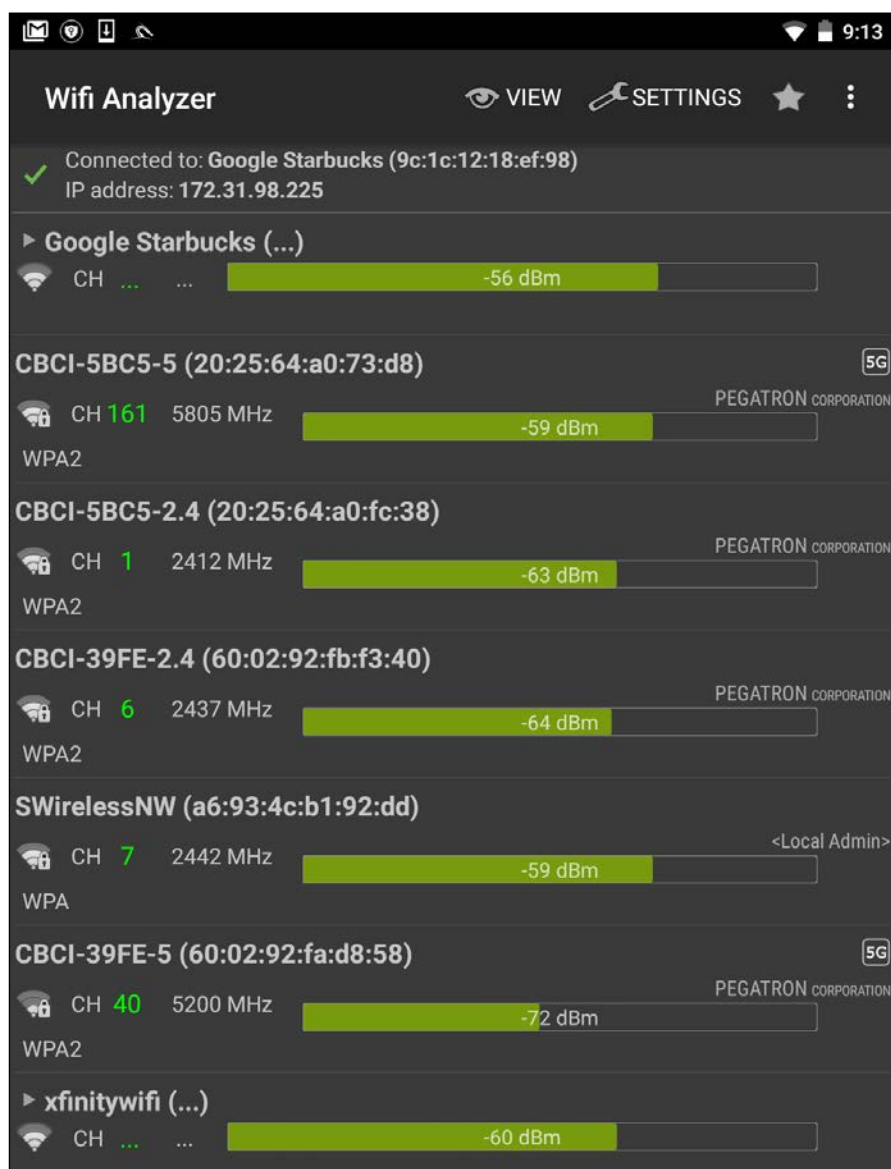 9:13
Wifi Analyzer VIEW SETTINGS
Connected to: Google Starbucks (9c:1c:12:18:ef:98)
IP address: 172.31.98.225
Google Starbucks (...)
CH ... ... -56 dBm
CBCI-5BC5-5 (20:25:64:a0:73:d8) 5G
PEGATRON CORPORATION
CH 161 5805 MHz -59 dBm
WPA2
CBCI-5BC5-2.4 (20:25:64:a0:fc:38)
PEGATRON CORPORATION
CH 1 2412 MHz -63 dBm
WPA2
CBCI-39FE-2.4 (60:02:92:fb:f3:40)
PEGATRON CORPORATION
CH 6 2437 MHz -64 dBm
WPA2
SWirelessNW (a6:93:4c:b1:92:dd)
<Local Admin>
CH 7 2442 MHz -59 dBm
WPA
CBCI-39FE-5 (60:02:92:fa:d8:58) 5G
PEGATRON CORPORATION
CH 40 5200 MHz -72 dBm
WPA2
xfinitywifi (...)
CH ... ... -60 dBm